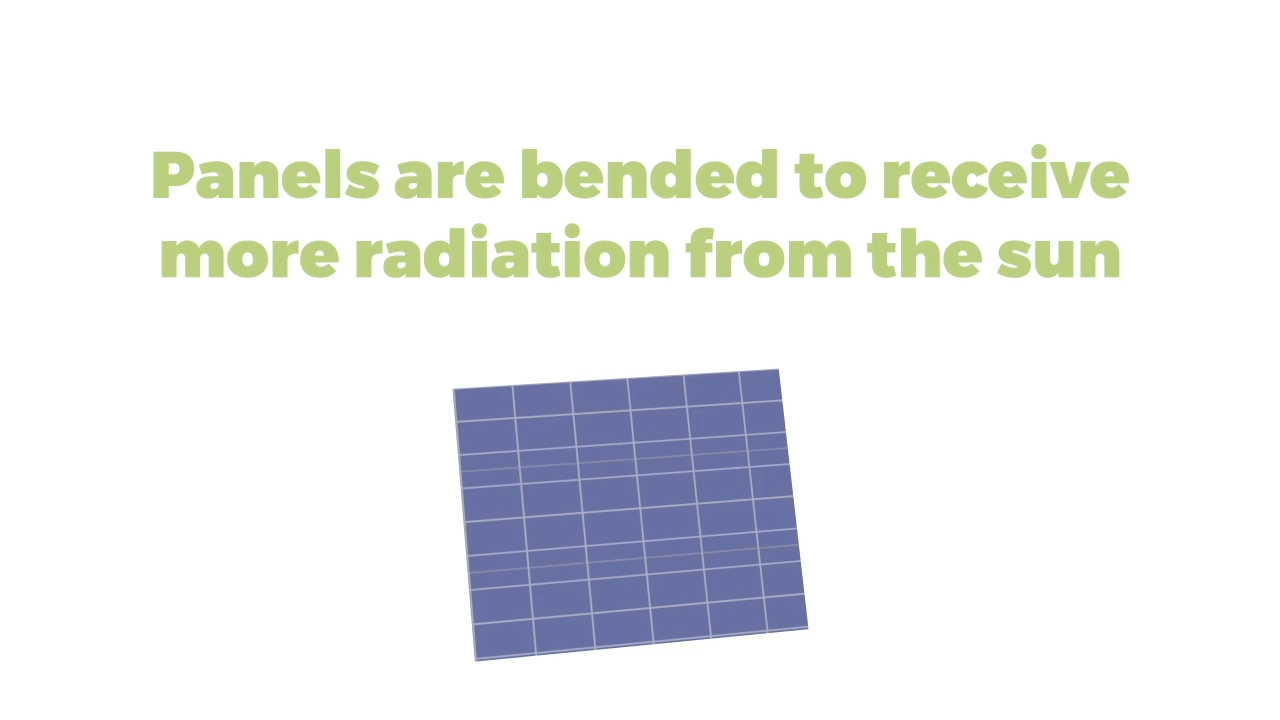 Panels are bended to receive
more radiation from the sun